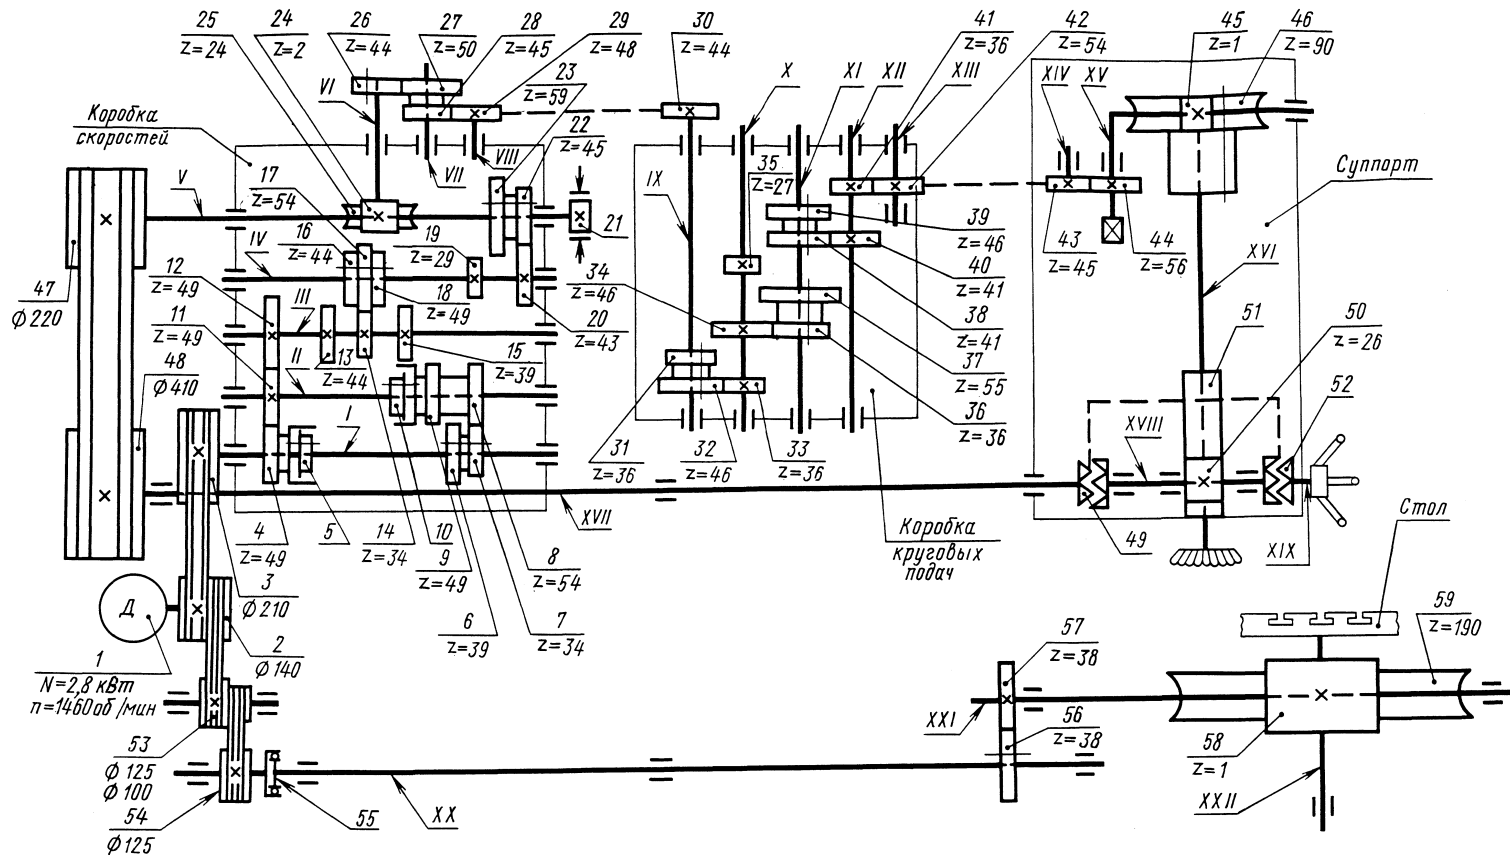 25
z=24
24
z=2
26
z=44
27
z=50
28
z=45
29
z=48
30
z=44
41
z=36
42
z=54
45
z=1
46
z=90
23
z=59
22
z=45
VI
VII
VIII
X
XI
XII
XIII
XIV
XV
Коробка
скоростей
V
17
z=54
16
z=44
IV
19
z=29
21
IX
35
z=27
39
z=46
Суппорт
43
z=45
44
z=56
XVI
12
z=49
11
z=49
III
II
I
18
z=49
20
z=43
34
z=46
40
z=41
38
z=41
37
z=55
36
z=36
47
ϕ220
48
ϕ410
13
z=44
15
z=39
51
50
z=26
52
XVIII
31
z=36
32
z=46
33
z=36
XVII
Коробка
круговых
подач
49
XIX
Стол
4
z=49
5
14
z=34
10
9
z=49
8
z=54
3
ϕ210
Д
2
ϕ140
6
z=39
7
z=34
1
N=2,8 кВт
n=1460 об/мин
57
z=38
59
z=190
XXI
56
z=38
58
z=1
XXII
53
ϕ125
ϕ100
54
ϕ125
55
XX